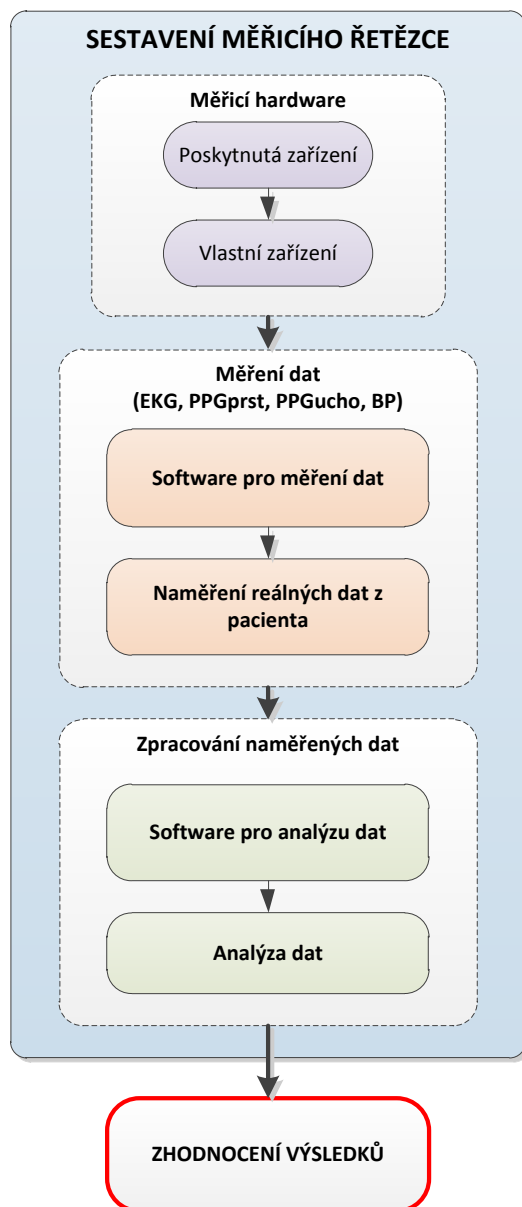 SESTAVENÍ MĚŘICÍHO ŘETĚZCE
Měřicí hardware
Poskytnutá zařízení
Vlastní zařízení
Měření dat
(EKG, PPGprst, PPGucho, BP)
Software pro měření dat
Naměření reálných dat z
pacienta
Zpracování naměřených dat
Software pro analýzu dat
Analýza dat
ZHODNOCENÍ VÝSLEDKŮ